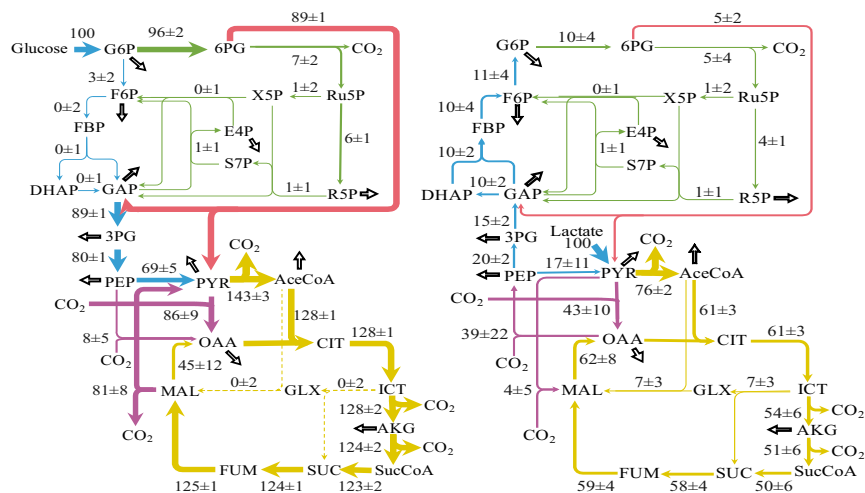 89±1
100
96±2
Glucose
G6P
6PG
CO2
7±2
3±2
0±1
1±2
F6P
X5P
Ru5P
0±2
FBP
E4P
6±1
0±1
1±1
S7P
0±1
DHAP
GAP
1±1
R5P
89±1
3PG
CO2
80±1
69±5
PEP
PYR
AceCoA
143±3
CO2
86±9
128±1
8±5
OAA
CIT
128±1
CO2
45±12
81±8
0±2
0±2
MAL
GLX
ICT
128±2
CO2
CO2
AKG
124±2
CO2
FUM
SUC
SucCoA
125±1
124±1
123±2
5±2
10±4
G6P
6PG
CO2
5±4
11±4
0±1
1±2
10±4
F6P
X5P
Ru5P
FBP
E4P
4±1
10±2
1±1
S7P
10±2
DHAP
GAP
1±1
R5P
15±2
Lactate
CO2
3PG
100
20±2
17±11
PEP
PYR
AceCoA
76±2
CO2
43±10
61±3
39±22
OAA
CIT
61±3
CO2
62±8
4±5
7±3
7±3
MAL
GLX
ICT
54±6
CO2
CO2
AKG
51±6
CO2
FUM
SUC
SucCoA
59±4
58±4
50±6